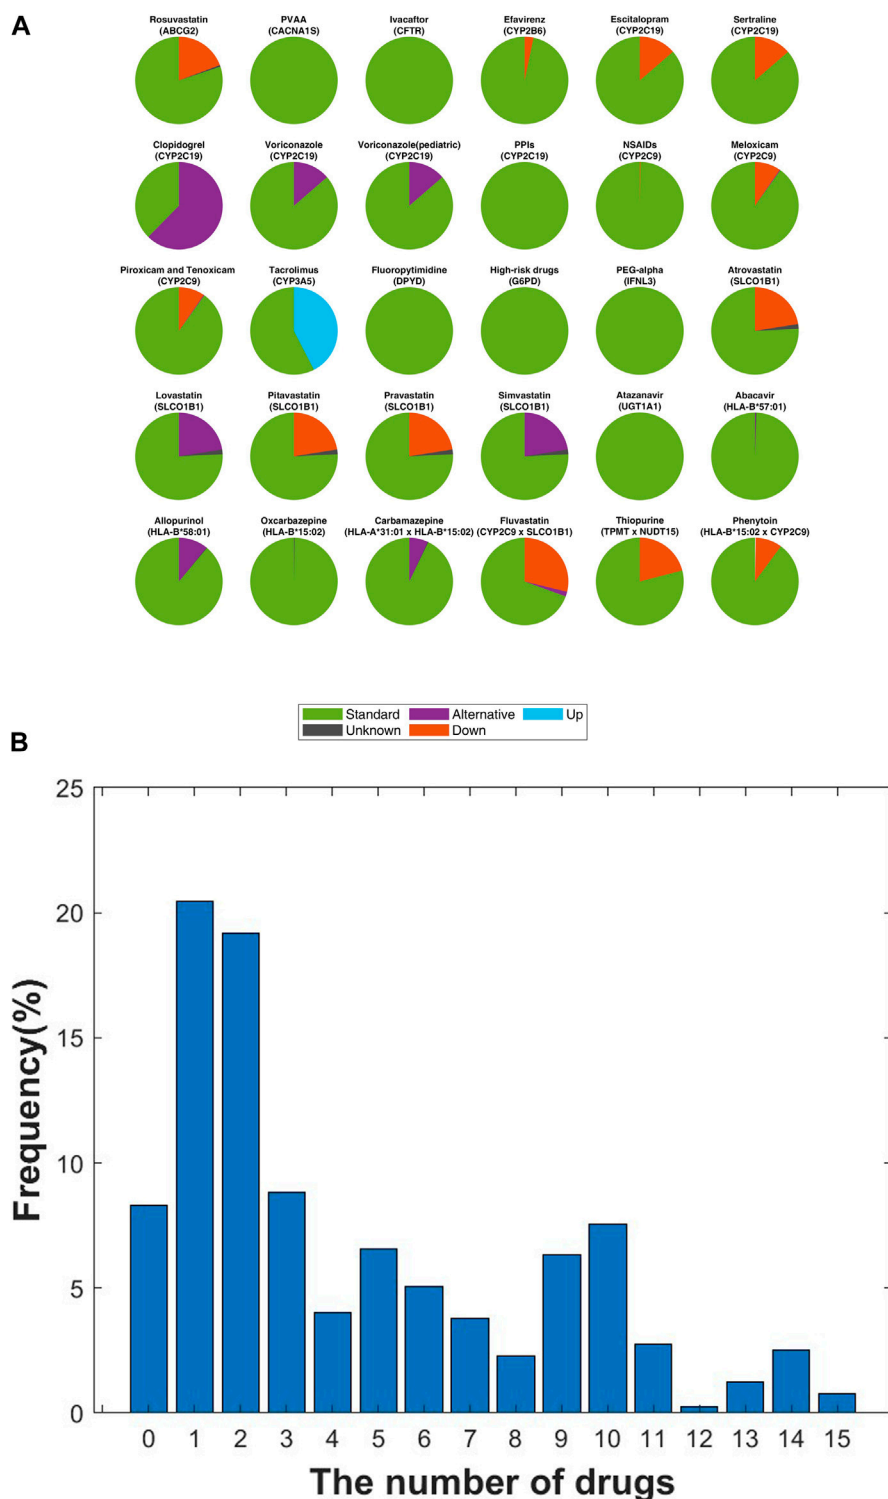 A
Rosuvastatin
(ABCG2)
PVAA
(CACNA1S)
Ivacaftor
(CFTR)
Efavirenz
(CYP2B6)
Escitalopram
(CYP2C19)
Sertraline
(CYP2C19)
Clopidogrel
(CYP2C19)
Voriconazole
(CYP2C19)
Voriconazole(pediatric)
(CYP2C19)
PPIs
(CYP2C19)
NSAIDs
(CYP2C9)
Meloxicam
(CYP2C9)
Piroxicam and Tenoxicam
(CYP2C9)
Tacrolimus
(CYP3A5)
Fluoropytimidine
(DPYD)
High-risk drugs
(G6PD)
PEG-alpha
(IFNL3)
Atrovastatin
(SLCO1B1)
Lovastatin
(SLCO1B1)
Pitavastatin
(SLCO1B1)
Pravastatin
(SLCO1B1)
Simvastatin
(SLCO1B1)
Atazanavir
(UGT1A1)
Abacavir
(HLA-B*57:01)
Allopurinol
(HLA-B*58:01)
Oxcarbazepine
(HLA-B*15:02)
Carbamazepine
(HLA-A*31:01 x HLA-B*15:02)
Fluvastatin
(CYP2C9 x SLCO1B1)
Thiopurine
(TPMT x NUDT15)
Phenytoin
(HLA-B*15:02 x CYP2C9)
Standard Alternative Up
Unknown Down
B
25
20
15
10
5
0
Frequency(%)
0 1 2 3 4 5 6 7 8 9 10 11 12 13 14 15
The number of drugs